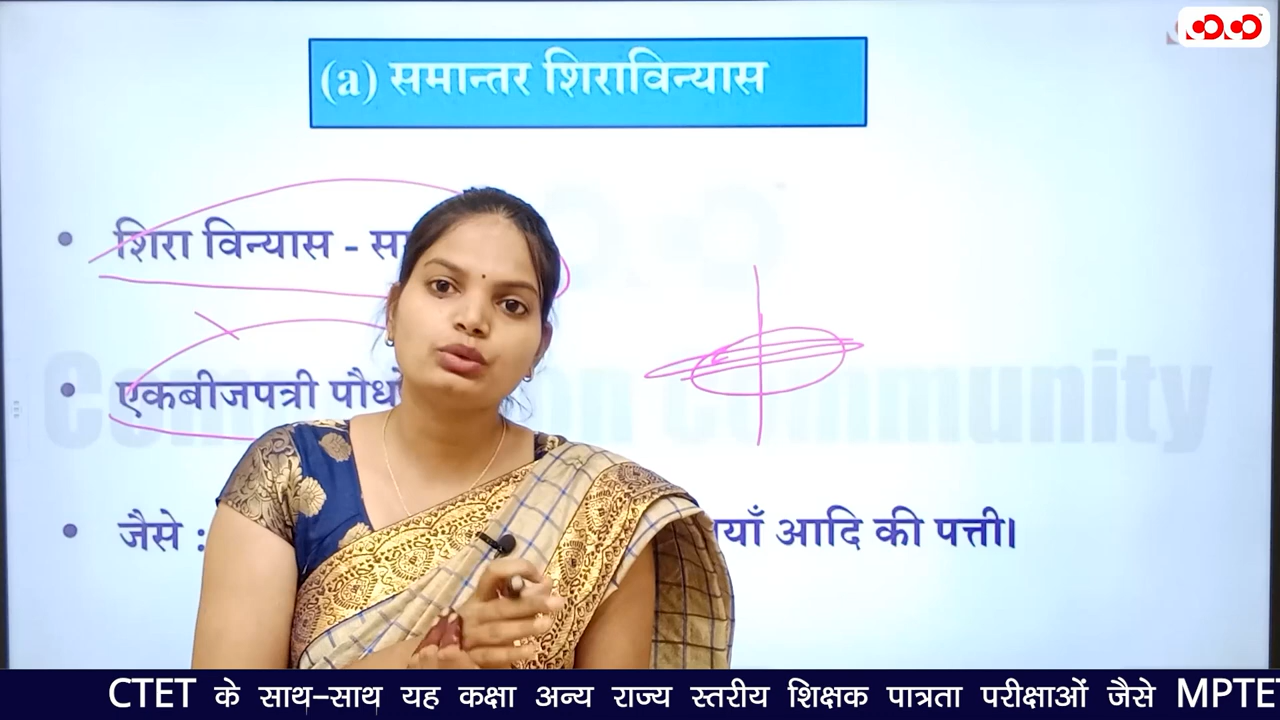 (a) समान्तर शिराविन्यास
शिरा विन्यास -
एकबीजपत्री
जैसे :
आदि की पत्ती।
CTET के साथ-साथ यह कक्षा अन्य राज्य स्तरीय शिक्षक पात्रता परीक्षाओं जैसे MPTET